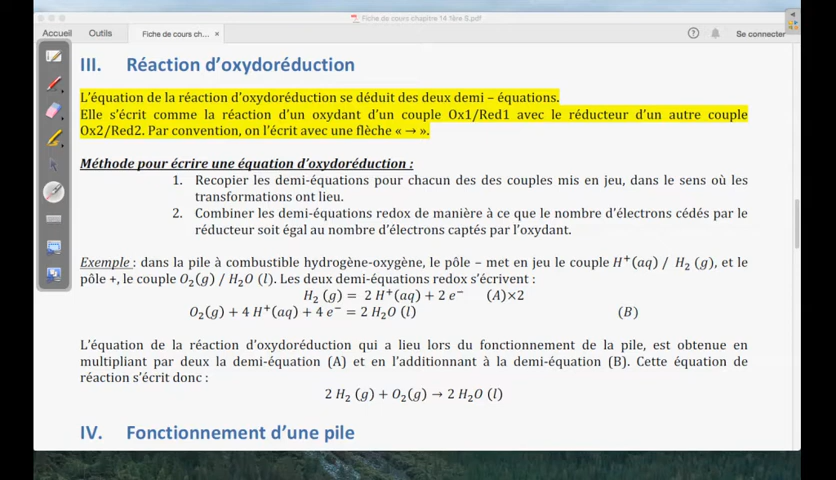 Fiche de cours chapitre 14 1ère S.pdf
Accueil Outils Fiche de cours ch... × ? Se connecter
III. Réaction d'oxydoréduction
L'équation de la réaction d'oxydoréduction se déduit des deux demi – équations.
Elle s'écrit comme la réaction d'un oxydant d'un couple Ox1/Red1 avec le réducteur d'un autre couple
Ox2/Red2. Par convention, on l'écrit avec une flèche « → ».
Méthode pour écrire une équation d'oxydoréduction :
1. Recopier les demi-équations pour chacun des des couples mis en jeu, dans le sens où les
transformations ont lieu.
2. Combiner les demi-équations redox de manière à ce que le nombre d'électrons cédés par le
réducteur soit égal au nombre d'électrons captés par l'oxydant.
Exemple : dans la pile à combustible hydrogène-oxygène, le pôle – met en jeu le couple H⁺(aq) / H₂ (g), et le
pôle +, le couple O₂(g) / H₂O (l). Les deux demi-équations redox s'écrivent :
H₂ (g) = 2 H⁺(aq) + 2 e⁻ (A)×2
O₂(g) + 4 H⁺(aq) + 4 e⁻ = 2 H₂O (l) (B)
L'équation de la réaction d'oxydoréduction qui a lieu lors du fonctionnement de la pile, est obtenue en
multipliant par deux la demi-équation (A) et en l'additionnant à la demi-équation (B). Cette équation de
réaction s'écrit donc :
2 H₂ (g) + O₂(g) → 2 H₂O (l)
IV. Fonctionnement d'une pile